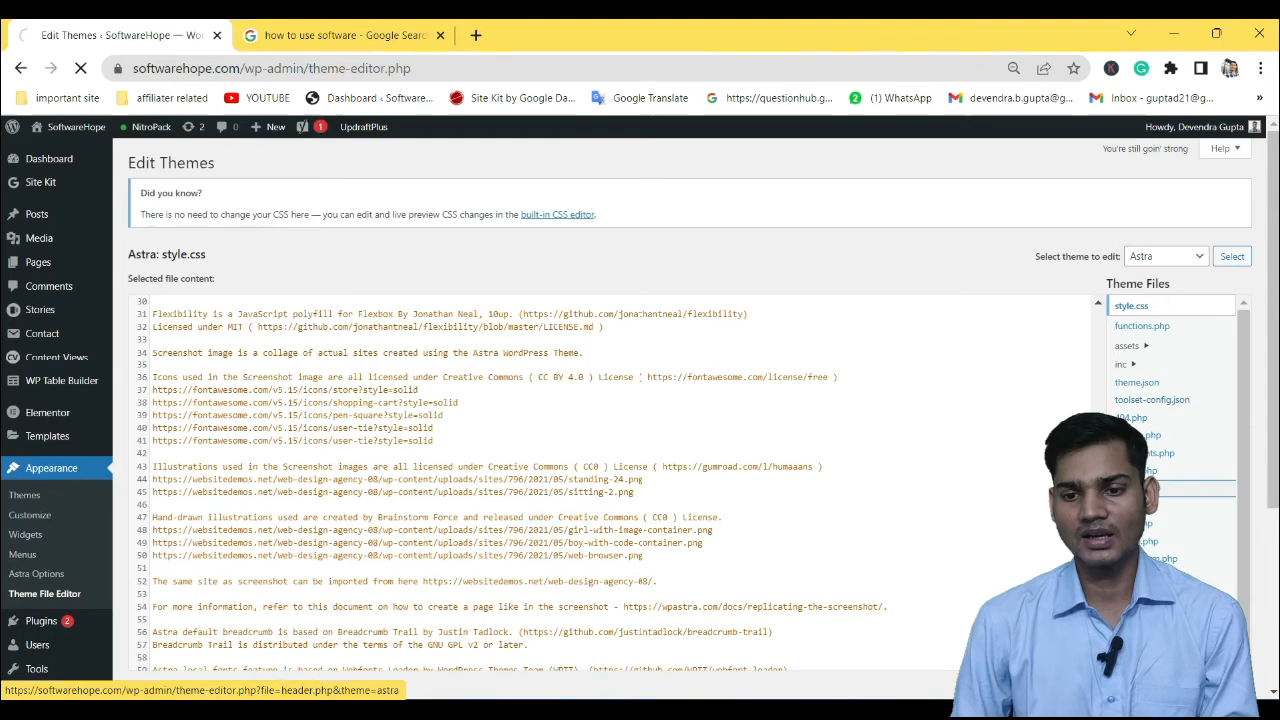 Edit Themes ‹ SoftwareHope — Wor
how to use software - Google Searc
softwarehope.com/wp-admin/theme-editor.php
important site
affiliater related
YOUTUBE
Dashboard ‹ Software...
Site Kit by Google Da...
Google Translate
https://questionhub.g...
(1) WhatsApp
devendra.b.gupta@g...
Inbox - guptad21@g...
»
SoftwareHope
NitroPack
2
0
New
1
UpdraftPlus
Howdy, Devendra Gupta
Dashboard
Site Kit
Posts
Media
Pages
Comments
Stories
Contact
Content Views
WP Table Builder
Elementor
Templates
Appearance
Themes
Customize
Widgets
Menus
Astra Options
Theme File Editor
Plugins 2
Users
Tools
Edit Themes
You're still goin' strong
Help
Did you know?
There is no need to change your CSS here — you can edit and live preview CSS changes in the built-in CSS editor.
Astra: style.css
Select theme to edit: Astra Select
Selected file content:
30
31 Flexibility is a JavaScript polyfill for Flexbox By Jonathan Neal, 10up. (https://github.com/jonathantneal/flexibility)
32 Licensed under MIT ( https://github.com/jonathantneal/flexibility/blob/master/LICENSE.md )
33
34 Screenshot image is a collage of actual sites created using the Astra WordPress Theme.
35
36 Icons used in the Screenshot image are all licensed under Creative Commons ( CC BY 4.0 ) License ( https://fontawesome.com/license/free )
37 https://fontawesome.com/v5.15/icons/store?style=solid
38 https://fontawesome.com/v5.15/icons/shopping-cart?style=solid
39 https://fontawesome.com/v5.15/icons/pen-square?style=solid
40 https://fontawesome.com/v5.15/icons/user-tie?style=solid
41 https://fontawesome.com/v5.15/icons/user-tie?style=solid
42
43 Illustrations used in the Screenshot images are all licensed under Creative Commons ( CC0 ) License ( https://gumroad.com/l/humaaans )
44 https://websitedemos.net/web-design-agency-08/wp-content/uploads/sites/796/2021/05/standing-24.png
45 https://websitedemos.net/web-design-agency-08/wp-content/uploads/sites/796/2021/05/sitting-2.png
46
47 Hand-drawn illustrations used are created by Brainstorm Force and released under Creative Commons ( CC0 ) License.
48 https://websitedemos.net/web-design-agency-08/wp-content/uploads/sites/796/2021/05/girl-with-image-container.png
49 https://websitedemos.net/web-design-agency-08/wp-content/uploads/sites/796/2021/05/boy-with-code-container.png
50 https://websitedemos.net/web-design-agency-08/wp-content/uploads/sites/796/2021/05/web-browser.png
51
52 The same site as screenshot can be imported from here https://websitedemos.net/web-design-agency-08/.
53
54 For more information, refer to this document on how to create a page like in the screenshot - https://wpastra.com/docs/replicating-the-screenshot/.
55
56 Astra default breadcrumb is based on Breadcrumb Trail by Justin Tadlock. (https://github.com/justintadlock/breadcrumb-trail)
57 Breadcrumb Trail is distributed under the terms of the GNU GPL v2 or later.
58
59 Astra local fonts feature is based on Webfonts Loader by WordPress Themes Team (WPTT). (https://github.com/WPTT/webfont-loader)
Theme Files
style.css
functions.php
assets
inc
theme.json
toolset-config.json
404.php
https://softwarehope.com/wp-admin/theme-editor.php?file=header.php&theme=astra